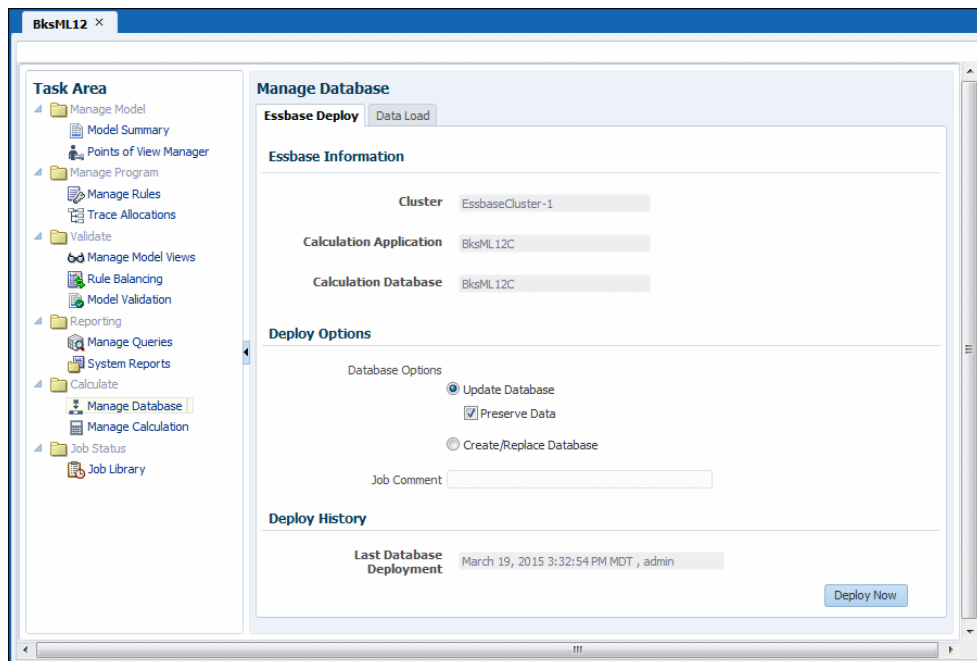 BksML12 ×
Task Area
Manage Model
Model Summary
Points of View Manager
Manage Program
Manage Rules
Trace Allocations
Validate
Manage Model Views
Rule Balancing
Model Validation
Reporting
Manage Queries
System Reports
Calculate
Manage Database
Manage Calculation
Job Status
Job Library
Manage Database
Essbase Deploy Data Load
Essbase Information
Cluster EssbaseCluster-1
Calculation Application BksML12C
Calculation Database BksML12C
Deploy Options
Database Options
Update Database
Preserve Data
Create/Replace Database
Job Comment
Deploy History
Last Database
Deployment March 19, 2015 3:32:54 PM MDT , admin
Deploy Now